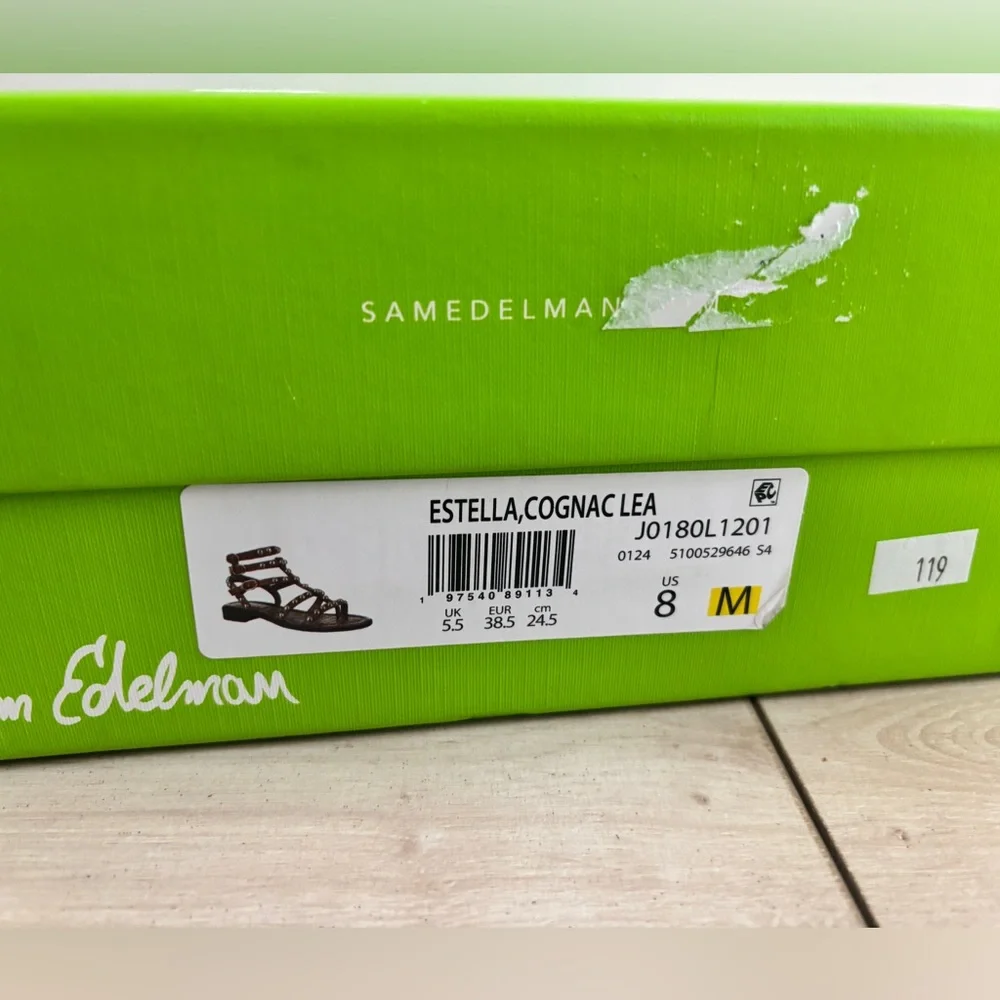 SAMEDELMAN
ESTELLA,COGNAC LEA
J0180L1201
0124 5100529646 S4
1 97540 89113 4
UK EUR cm
5.5 38.5 24.5
US
8 M
119
m Edelman